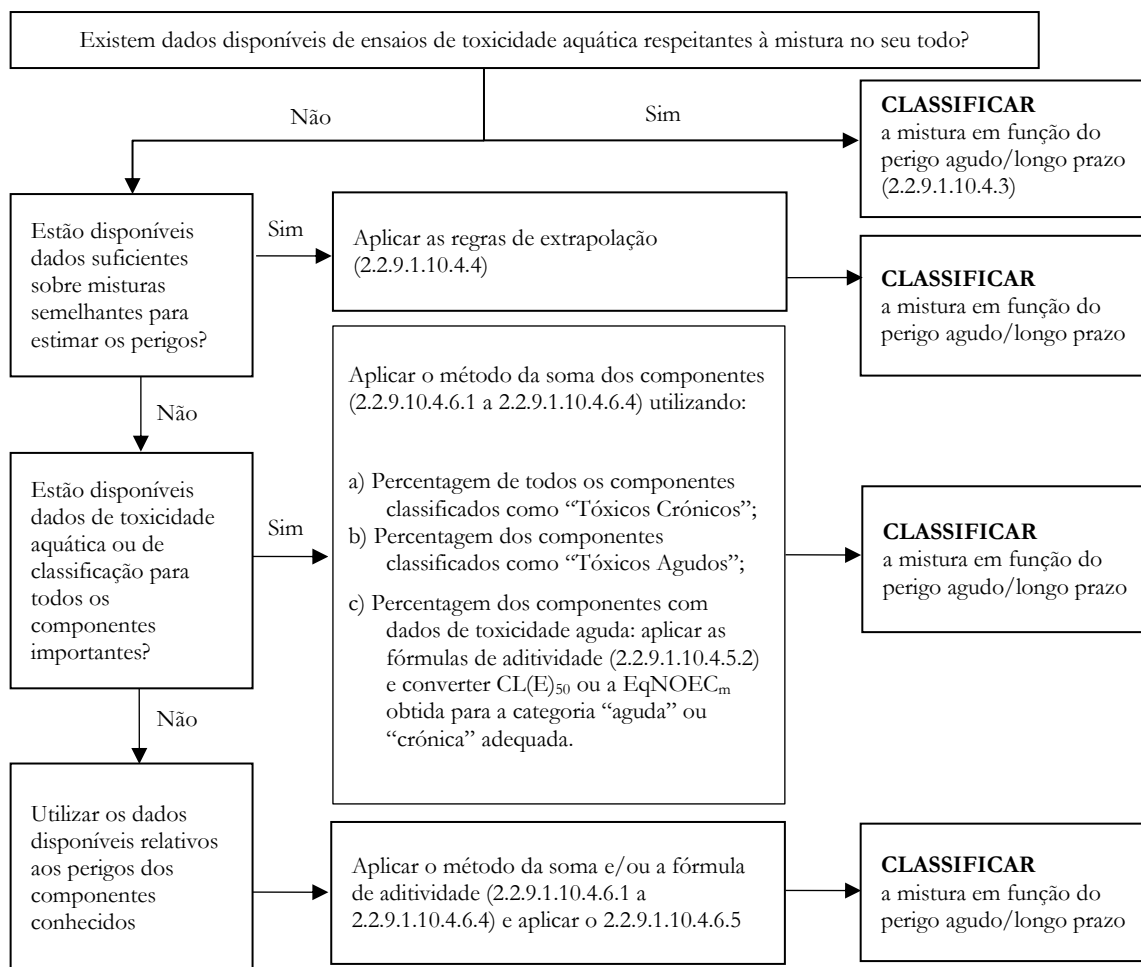 Existem dados disponíveis de ensaios de toxicidade aquática respeitantes à mistura no seu todo?
Não
Sim
CLASSIFICAR
a mistura em função do
perigo agudo/longo prazo
(2.2.9.1.10.4.3)
Estão disponíveis
dados suficientes
sobre misturas
semelhantes para
estimar os perigos?
Sim
Aplicar as regras de extrapolação
(2.2.9.1.10.4.4)
CLASSIFICAR
a mistura em função do
perigo agudo/longo prazo
Não
Estão disponíveis
dados de toxicidade
aquática ou de
classificação para
todos os
componentes
importantes?
Sim
Aplicar o método da soma dos componentes
(2.2.9.10.4.6.1 a 2.2.9.1.10.4.6.4) utilizando:
a) Percentagem de todos os componentes
classificados como “Tóxicos Crónicos”;
b) Percentagem dos componentes
classificados como “Tóxicos Agudos”;
c) Percentagem dos componentes com
dados de toxicidade aguda: aplicar as
fórmulas de aditividade (2.2.9.1.10.4.5.2)
e converter CL(E)50 ou a EqNOECm
obtida para a categoria “aguda” ou
“crónica” adequada.
CLASSIFICAR
a mistura em função do
perigo agudo/longo prazo
Não
Utilizar os dados
disponíveis relativos
aos perigos dos
componentes
conhecidos
Aplicar o método da soma e/ou a fórmula
de aditividade (2.2.9.1.10.4.6.1 a
2.2.9.1.10.4.6.4) e aplicar o 2.2.9.1.10.4.6.5
CLASSIFICAR
a mistura em função do
perigo agudo/longo prazo